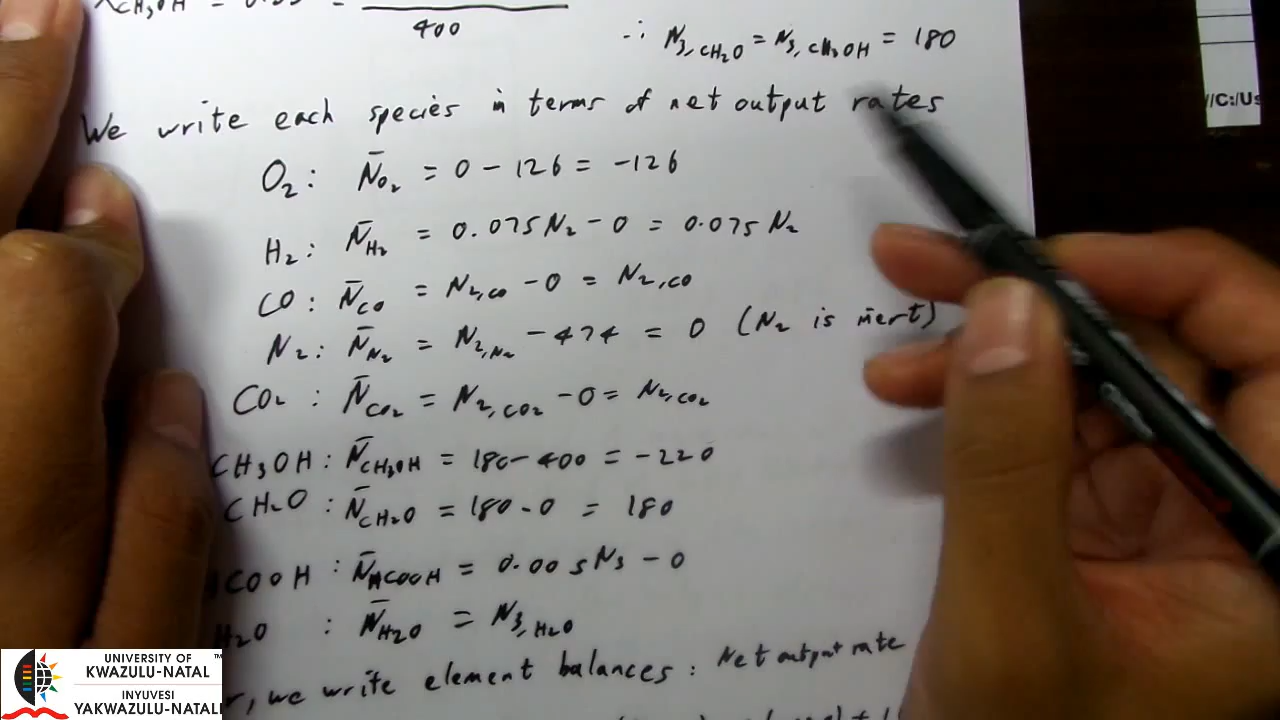 400
∴ N3,CH2O = N3,CH3OH = 180
//C:/Us
We write each species in terms of net output rates
O2 : N̄O2 = 0 - 126 = -126
H2 : N̄H2 = 0.075N2 - 0 = 0.075 N2
CO : N̄CO = N2,CO - 0 = N2,CO
N2 : N̄N2 = N2,N2 - 474 = 0 (N2 is inert)
CO2 : N̄CO2 = N2,CO2 - 0 = N2,CO2
CH3OH : N̄CH3OH = 180 - 400 = -220
CH2O : N̄CH2O = 180 - 0 = 180
COOH : N̄HCOOH = 0.005N3 - 0
H2O : N̄H2O = N3,H2O
we write element balances : Net output rate
UNIVERSITY OF ™
KWAZULU-NATAL
INYUVESI
YAKWAZULU-NATALI